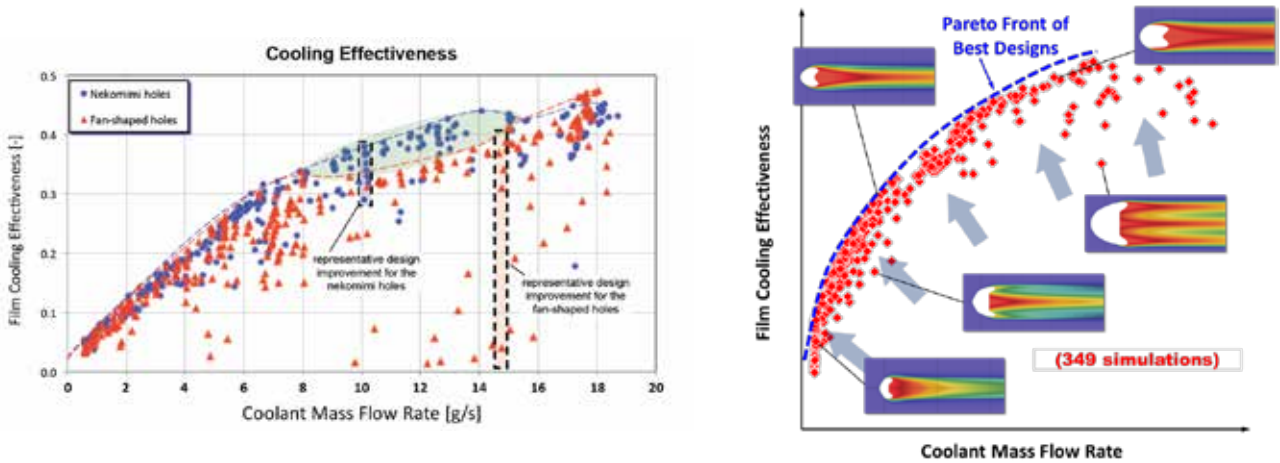 Cooling Effectiveness
Nekomimi holes
Fan-shaped holes
Film Cooling Effectiveness [-]
0.5
0.4
0.3
0.2
0.1
0.0
representative design
improvement for the
nekomimi holes
representative design
improvement for the
fan-shaped holes
0 2 4 6 8 10 12 14 16 18 20
Coolant Mass Flow Rate [g/s]
Pareto Front of
Best Designs
Film Cooling Effectiveness
(349 simulations)
Coolant Mass Flow Rate